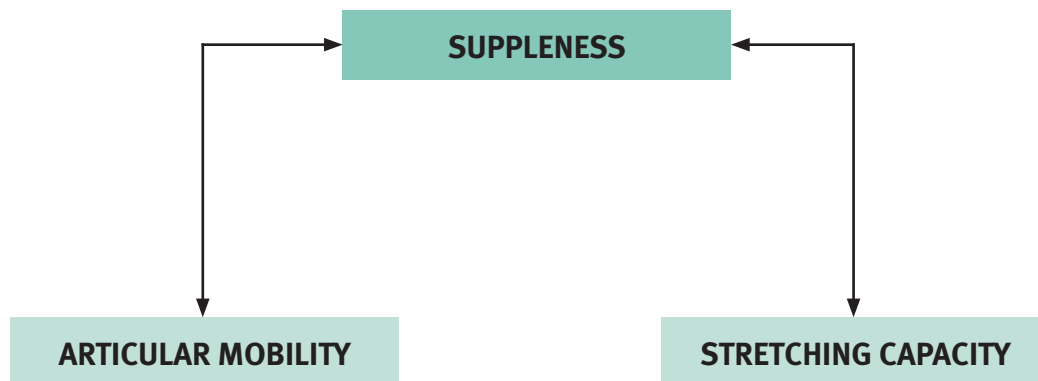 SUPPLENESS
ARTICULAR MOBILITY
STRETCHING CAPACITY